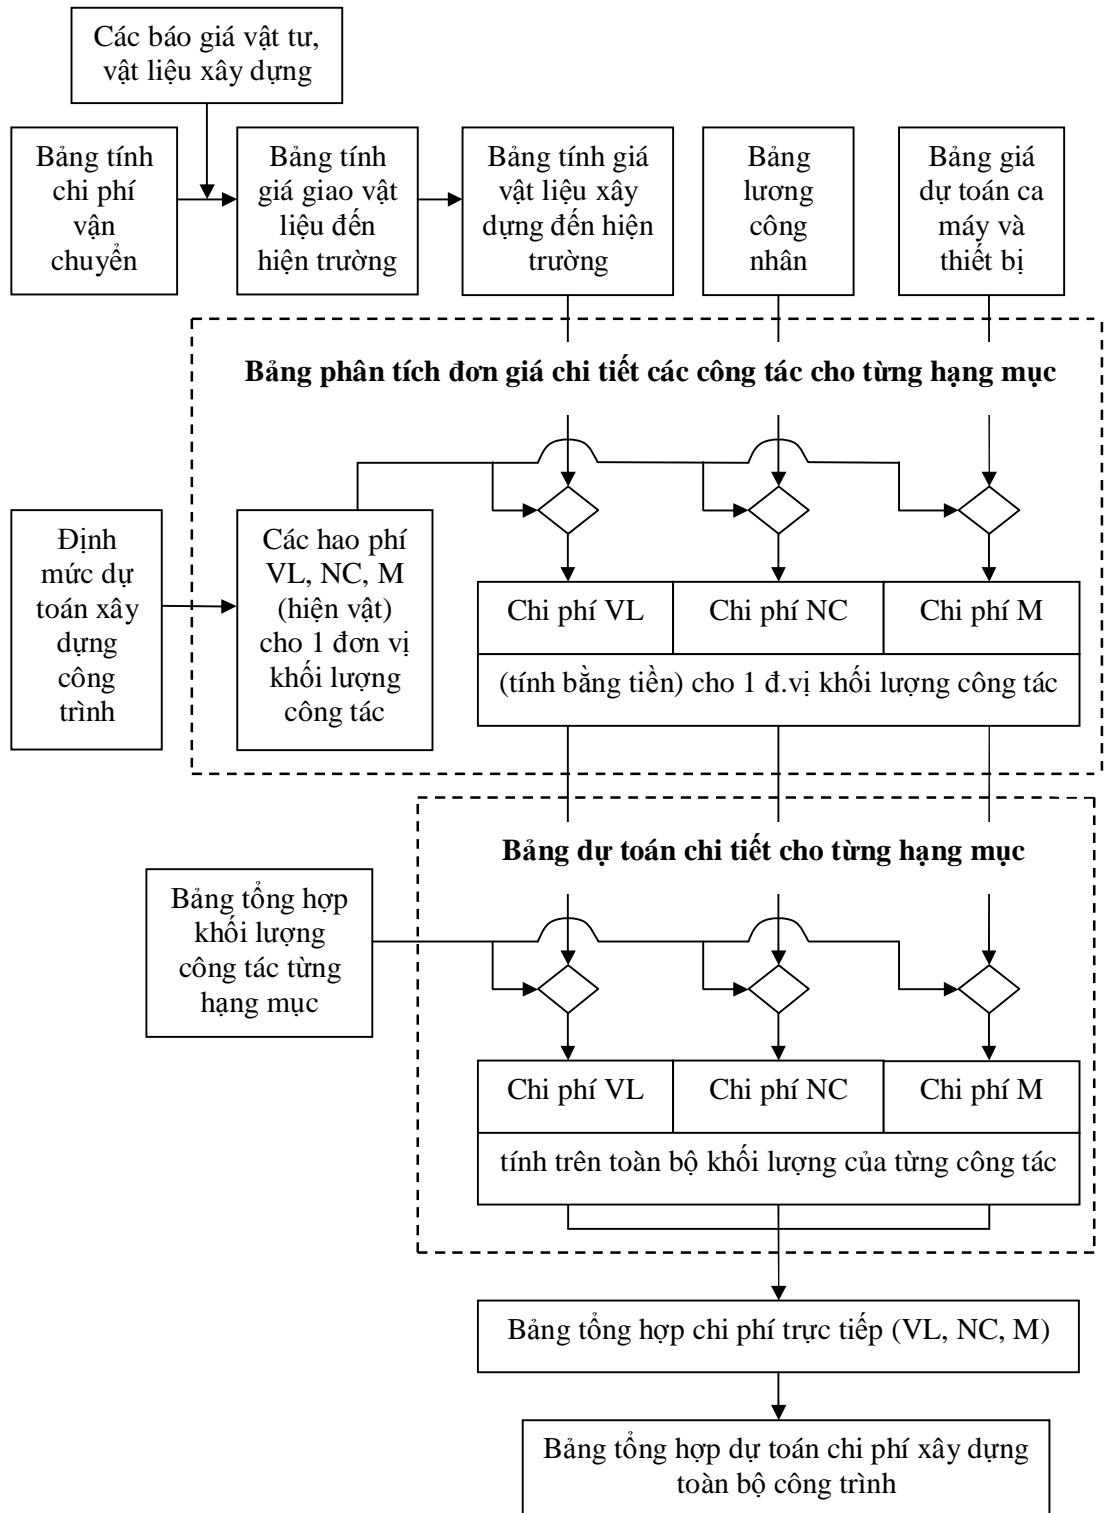 Các báo giá vật tư,
vật liệu xây dựng
Bảng tính
chi phí
vận
chuyển
Bảng tính
giá giao vật
liệu đến
hiện trường
Bảng tính giá
vật liệu xây
dựng đến hiện
trường
Bảng
lương
công
nhân
Bảng giá
dự toán ca
máy và
thiết bị
Bảng phân tích đơn giá chi tiết các công tác cho từng hạng mục
Định
mức dự
toán xây
dựng
công
trình
Các hao phí
VL, NC, M
(hiện vật)
cho 1 đơn vị
khối lượng
công tác
Chi phí VL
Chi phí NC
Chi phí M
(tính bằng tiền) cho 1 đ.vị khối lượng công tác
Bảng dự toán chi tiết cho từng hạng mục
Bảng tổng hợp
khối lượng
công tác từng
hạng mục
Chi phí VL
Chi phí NC
Chi phí M
tính trên toàn bộ khối lượng của từng công tác
Bảng tổng hợp chi phí trực tiếp (VL, NC, M)
Bảng tổng hợp dự toán chi phí xây dựng
toàn bộ công trình